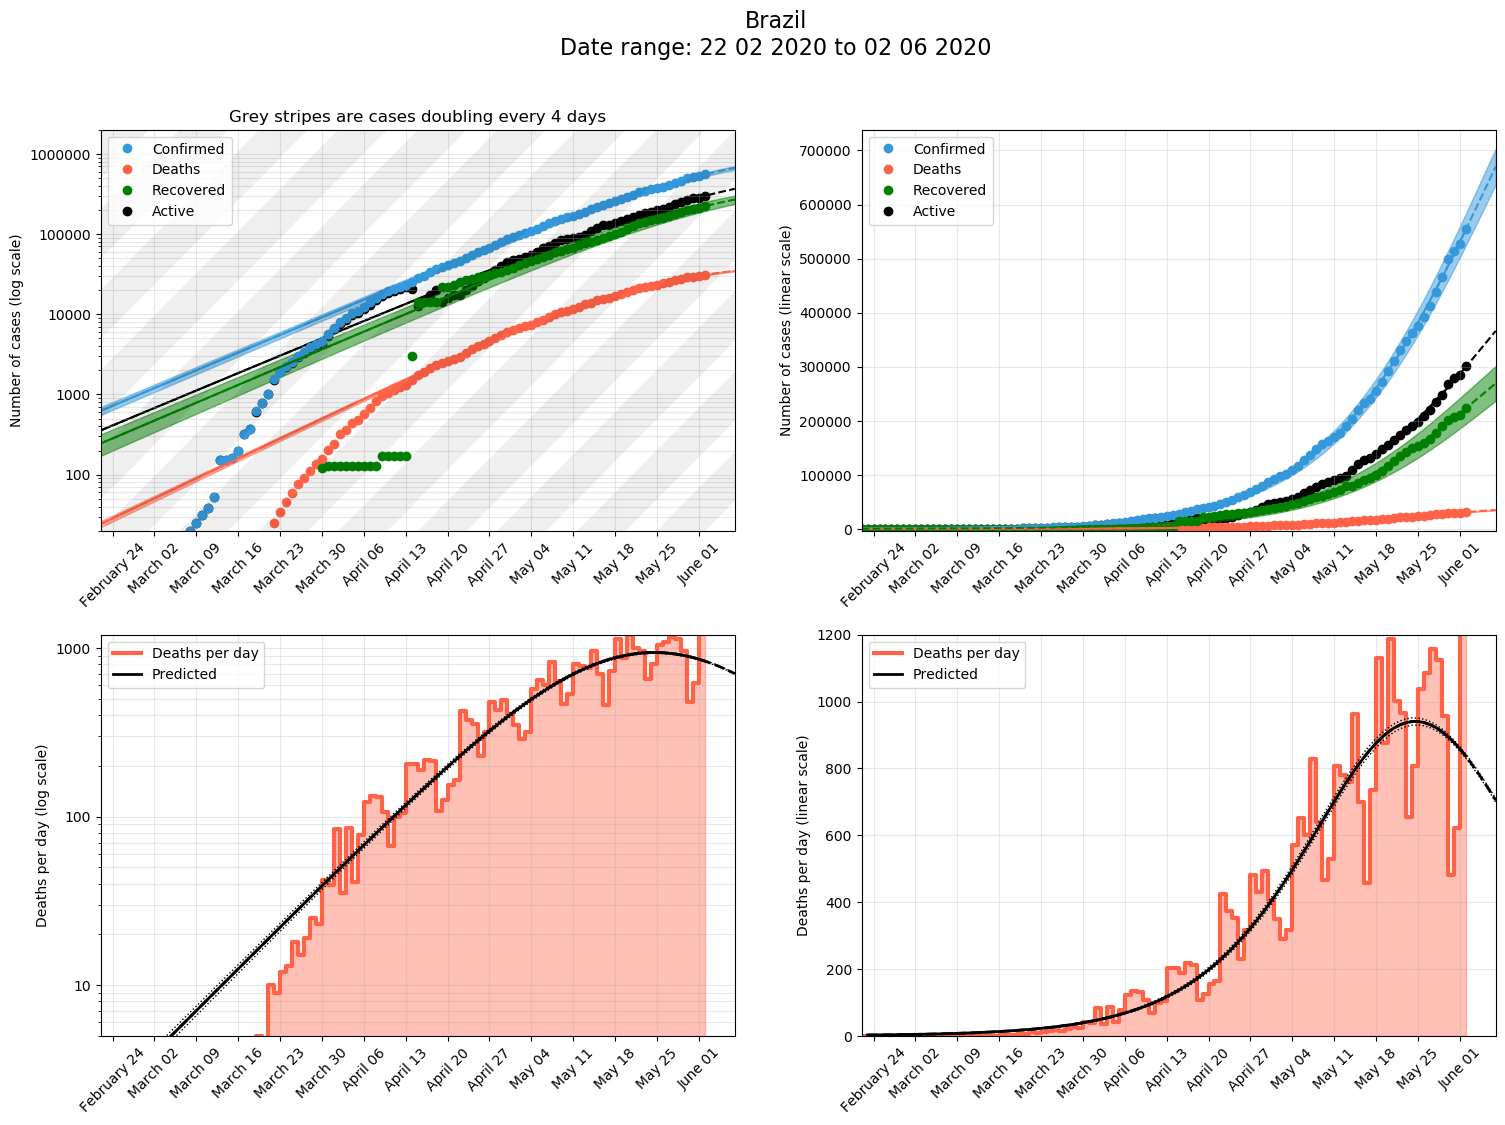 Brazil
Date range: 22 02 2020 to 02 06 2020
Grey stripes are cases doubling every 4 days
Number of cases (log scale)
1000000
100000
10000
1000
100
Confirmed
Deaths
Recovered
Active
February 24
March 02
March 09
March 16
March 23
March 30
April 06
April 13
April 20
April 27
May 04
May 11
May 18
May 25
June 01
Number of cases (linear scale)
700000
600000
500000
400000
300000
200000
100000
0
Confirmed
Deaths
Recovered
Active
February 24
March 02
March 09
March 16
March 23
March 30
April 06
April 13
April 20
April 27
May 04
May 11
May 18
May 25
June 01
Deaths per day (log scale)
1000
100
10
Deaths per day
Predicted
February 24
March 02
March 09
March 16
March 23
March 30
April 06
April 13
April 20
April 27
May 04
May 11
May 18
May 25
June 01
Deaths per day (linear scale)
1200
1000
800
600
400
200
0
Deaths per day
Predicted
February 24
March 02
March 09
March 16
March 23
March 30
April 06
April 13
April 20
April 27
May 04
May 11
May 18
May 25
June 01